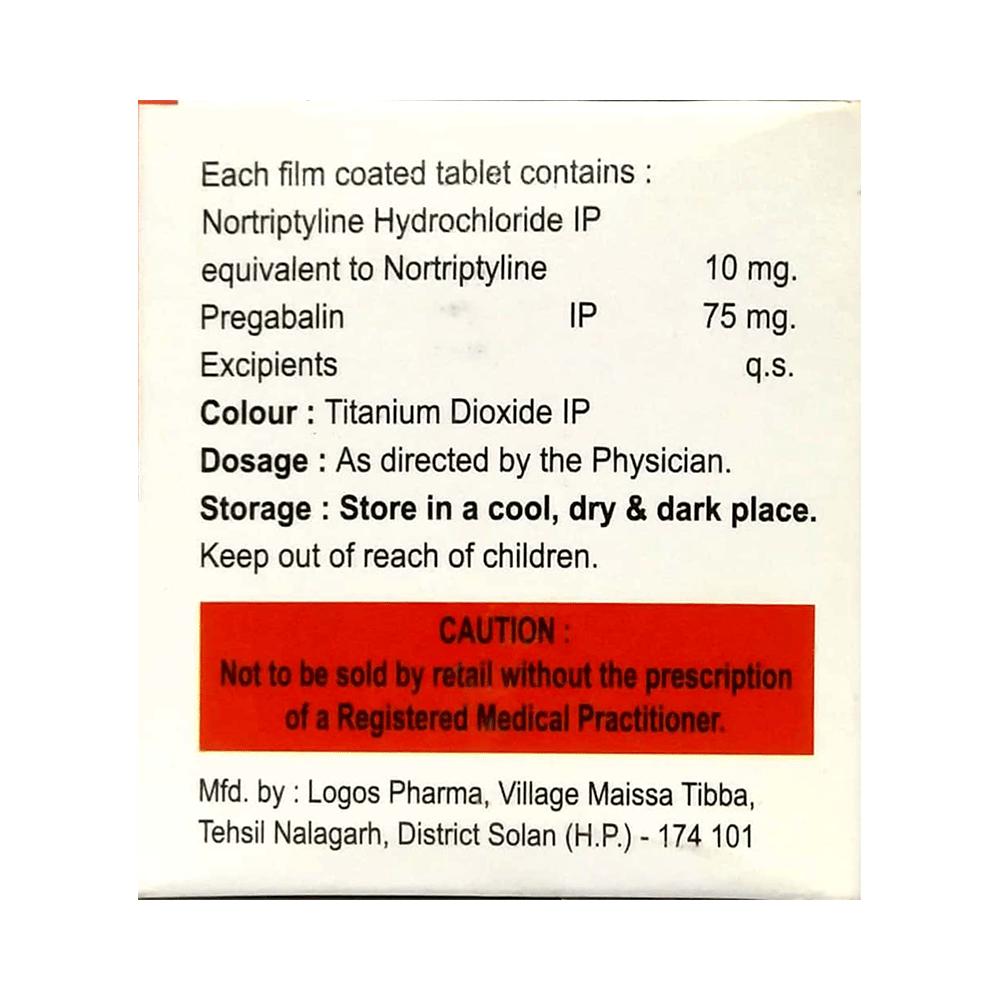 Each film coated tablet contains :
Nortriptyline Hydrochloride IP
equivalent to Nortriptyline 10 mg.
Pregabalin IP 75 mg.
Excipients q.s.
Colour : Titanium Dioxide IP
Dosage : As directed by the Physician.
Storage : Store in a cool, dry & dark place.
Keep out of reach of children.
CAUTION :
Not to be sold by retail without the prescription
of a Registered Medical Practitioner.
Mfd. by : Logos Pharma, Village Maissa Tibba,
Tehsil Nalagarh, District Solan (H.P.) - 174 101